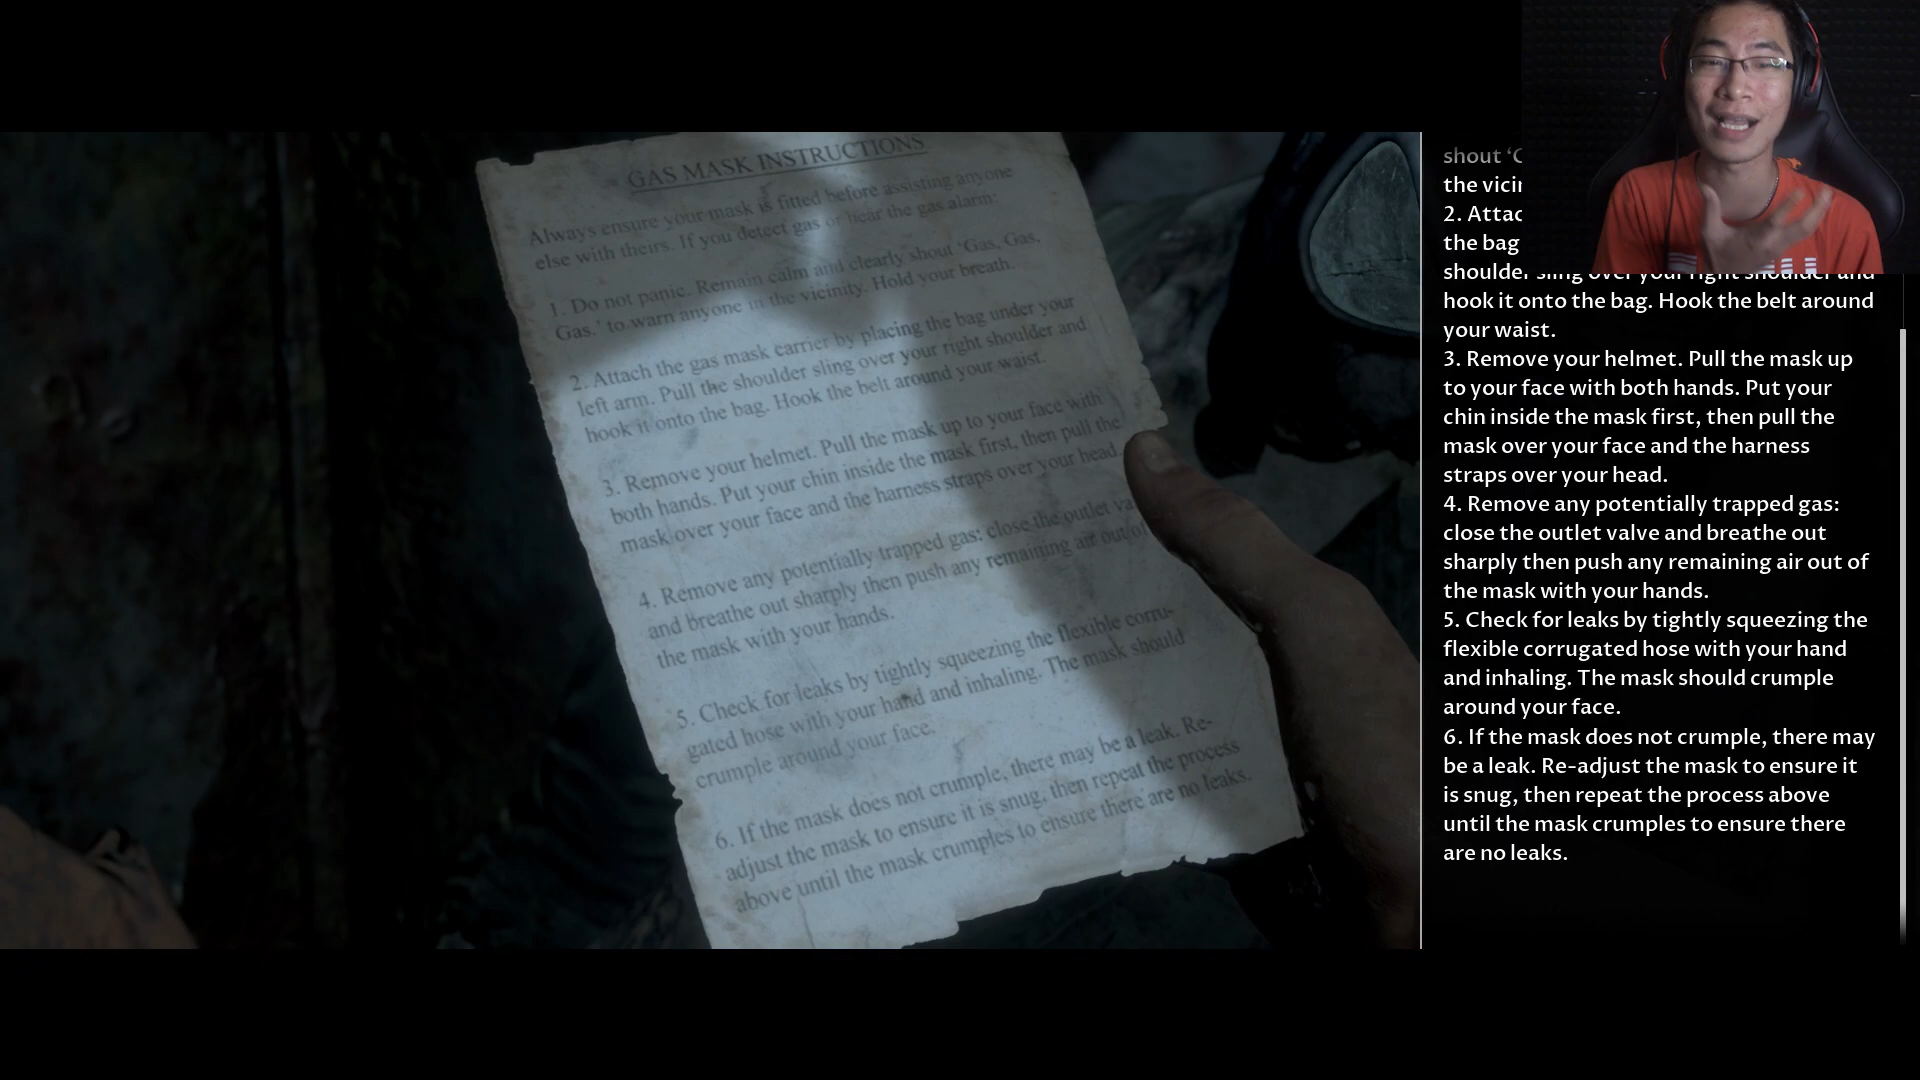 GAS MASK INSTRUCTIONS
Always ensure your mask is fitted before assisting anyone
else with theirs. If you detect gas or hear the gas alarm:
1. Do not panic. Remain calm and clearly shout 'Gas, Gas,
Gas.' to warn anyone in the vicinity. Hold your breath.
2. Attach the gas mask carrier by placing the bag under your
left arm. Pull the shoulder sling over your right shoulder and
hook it onto the bag. Hook the belt around your waist.
3. Remove your helmet. Pull the mask up to your face with
both hands. Put your chin inside the mask first, then pull the
mask over your face and the harness straps over your head.
4. Remove any potentially trapped gas: close the outlet va
and breathe out sharply then push any remaining air out of
the mask with your hands.
5. Check for leaks by tightly squeezing the flexible corru-
gated hose with your hand and inhaling. The mask should
crumple around your face.
6. If the mask does not crumple, there may be a leak. Re-
adjust the mask to ensure it is snug, then repeat the process
above until the mask crumples to ensure there are no leaks.
shout
the
2.
the bag
shoulder sling over your right shoulder and
hook it onto the bag. Hook the belt around
your waist.
3. Remove your helmet. Pull the mask up
to your face with both hands. Put your
chin inside the mask first, then pull the
mask over your face and the harness
straps over your head.
4. Remove any potentially trapped gas:
close the outlet valve and breathe out
sharply then push any remaining air out of
the mask with your hands.
5. Check for leaks by tightly squeezing the
flexible corrugated hose with your hand
and inhaling. The mask should crumple
around your face.
6. If the mask does not crumple, there may
be a leak. Re-adjust the mask to ensure it
is snug, then repeat the process above
until the mask crumples to ensure there
are no leaks.